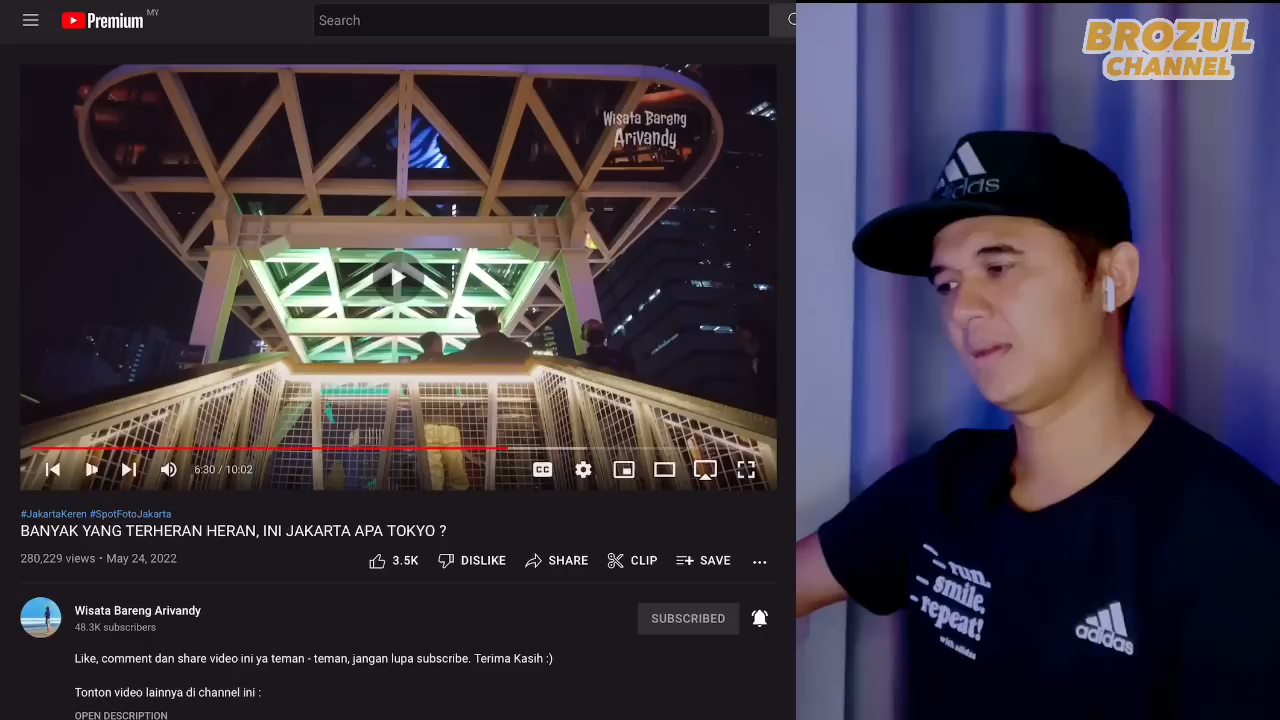 Premium
MY
Search
BROZUL
CHANNEL
Wisata Bareng
Arivandy
adidas
6:30 / 10:02
CC
#JakartaKeren #SpotFotoJakarta
BANYAK YANG TERHERAN HERAN, INI JAKARTA APA TOKYO ?
280,229 views • May 24, 2022
3.5K
DISLIKE
SHARE
CLIP
SAVE
Wisata Bareng Arivandy
48.3K subscribers
SUBSCRIBED
Like, comment dan share video ini ya teman - teman, jangan lupa subscribe. Terima Kasih :)
Tonton video lainnya di channel ini :
OPEN DESCRIPTION
run.
smile,
repeat!
with adidas
adidas